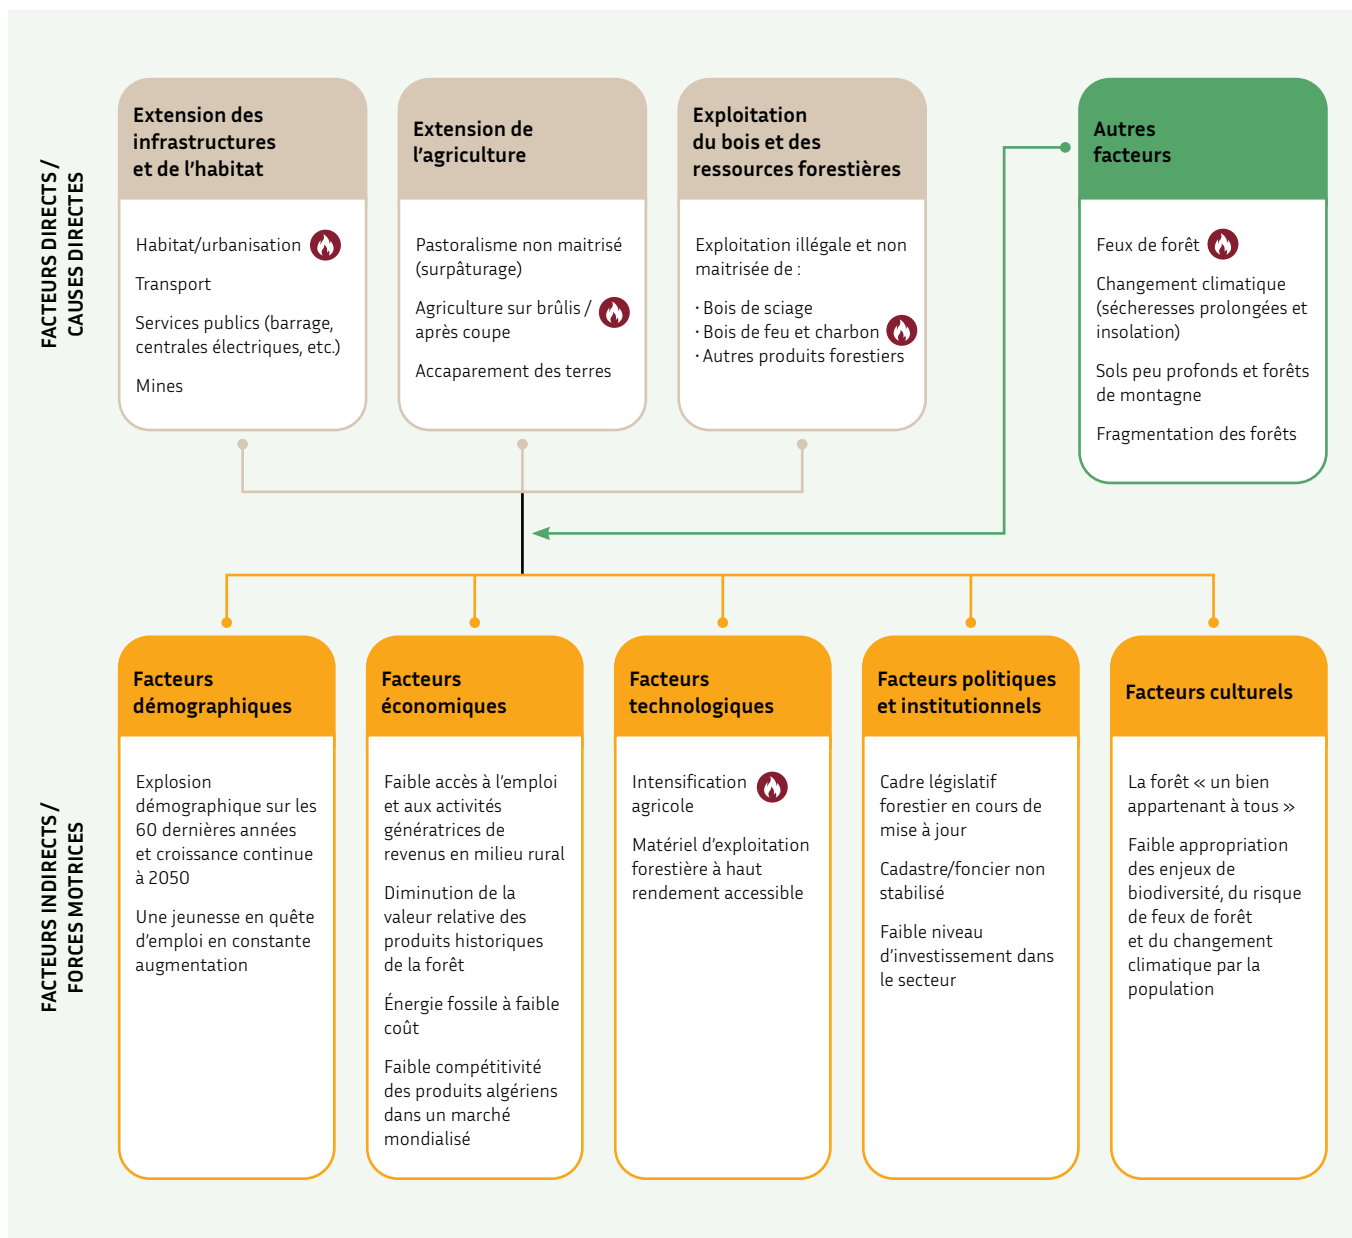 FACTEURS DIRECTS /
CAUSES DIRECTES
Extension des
infrastructures
et de l’habitat
Habitat/urbanisation
Transport
Services publics (barrage,
centrales électriques, etc.)
Mines
Extension de
l’agriculture
Pastoralisme non maitrisé
(surpâturage)
Agriculture sur brûlis /
après coupe
Accaparement des terres
Exploitation
du bois et des
ressources forestières
Exploitation illégale et non
maitrisée de :
· Bois de sciage
· Bois de feu et charbon
· Autres produits forestiers
Autres
facteurs
Feux de forêt
Changement climatique
(sécheresses prolongées et
insolation)
Sols peu profonds et forêts
de montagne
Fragmentation des forêts
FACTEURS INDIRECTS /
FORCES MOTRICES
Facteurs
démographiques
Explosion
démographique sur les
60 dernières années
et croissance continue
à 2050
Une jeunesse en quête
d’emploi en constante
augmentation
Facteurs
économiques
Faible accès à l’emploi
et aux activités
génératrices de
revenus en milieu rural
Diminution de la
valeur relative des
produits historiques
de la forêt
Énergie fossile à faible
coût
Faible compétitivité
des produits algériens
dans un marché
mondialisé
Facteurs
technologiques
Intensification
agricole
Matériel d’exploitation
forestière à haut
rendement accessible
Facteurs politiques
et institutionnels
Cadre législatif
forestier en cours de
mise à jour
Cadastre/foncier non
stabilisé
Faible niveau
d’investissement dans
le secteur
Facteurs culturels
La forêt « un bien
appartenant à tous »
Faible appropriation
des enjeux de
biodiversité, du risque
de feux de forêt
et du changement
climatique par la
population